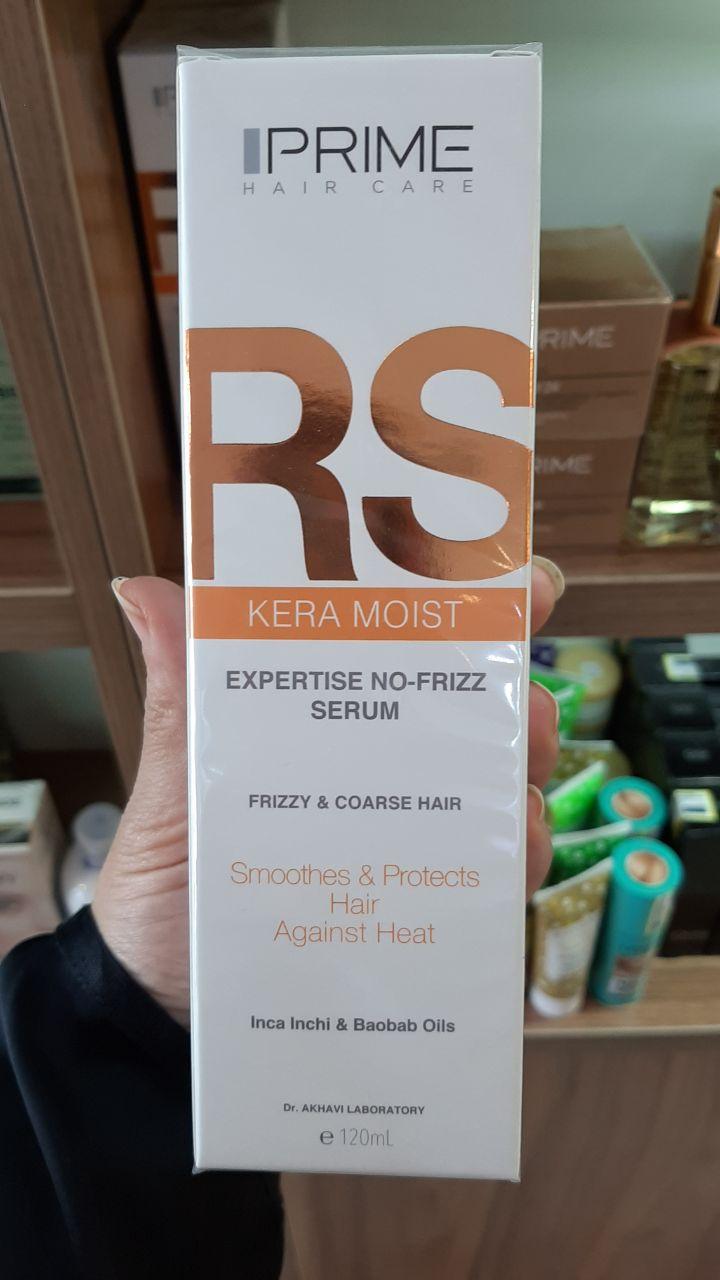 PRIME
HAIR CARE
RS
KERA MOIST
EXPERTISE NO-FRIZZ
SERUM
FRIZZY & COARSE HAIR
Smoothes & Protects
Hair
Against Heat
Inca Inchi & Baobab Oils
Dr. AKHAVI LABORATORY
℮ 120mL
PRIME
PRIME